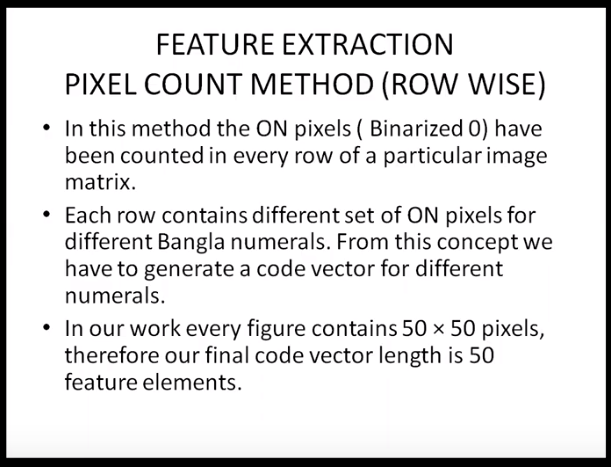 FEATURE EXTRACTION
PIXEL COUNT METHOD (ROW WISE)
• In this method the ON pixels ( Binarized 0) have
been counted in every row of a particular image
matrix.
• Each row contains different set of ON pixels for
different Bangla numerals. From this concept we
have to generate a code vector for different
numerals.
• In our work every figure contains 50 × 50 pixels,
therefore our final code vector length is 50
feature elements.